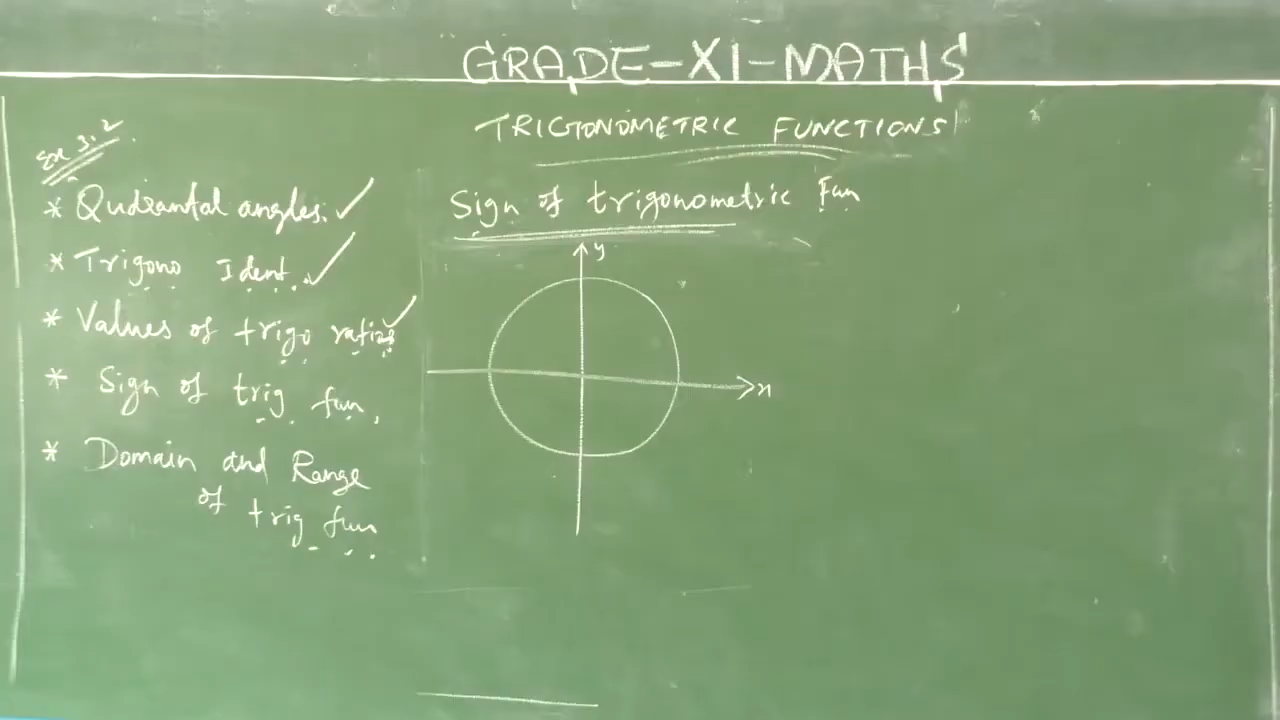 GRADE-XI-MATHS
TRIGTONOMETRIC FUNCTIONS
Ex 3.2
* Qudrantal angles. ✓
* Trigono Ident. ✓
* Values of trigo ratios ✓
* Sign of trig fun.
* Domain and Range
of trig fun
Sign of trigonometric Fun
y
x